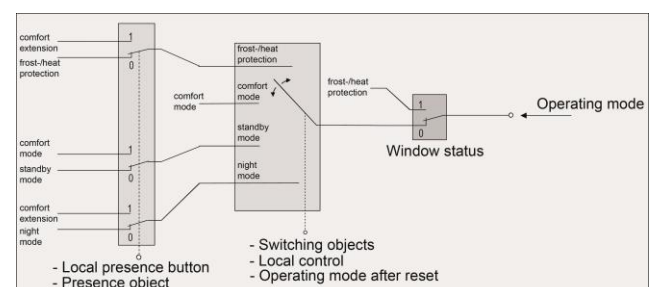 comfort
extension
1
frost-/heat
protection
0
comfort
mode
1
standby
mode
0
comfort
extension
1
night
mode
0
- Local presence button
- Presence object
frost-/heat
protection
comfort
mode
comfort
mode
standby
mode
night
mode
- Switching objects
- Local control
- Operating mode after reset
frost-/heat
protection
1
0
Window status
Operating mode